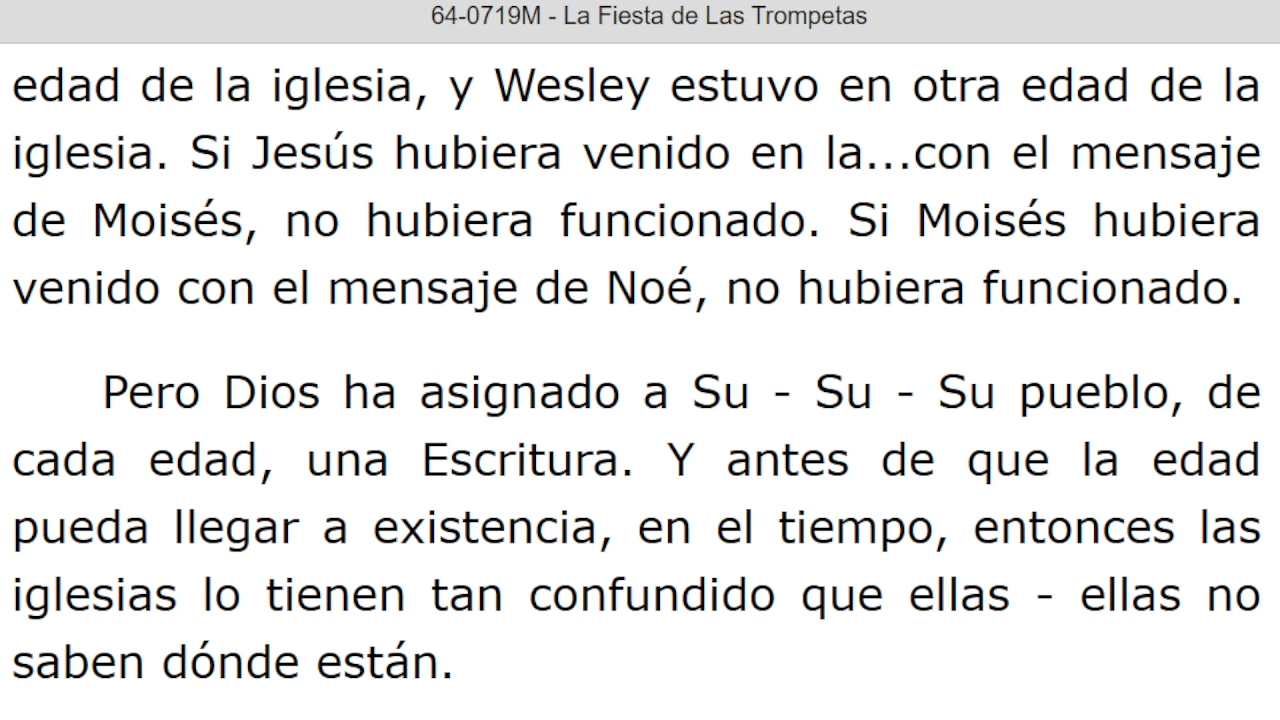 64-0719M - La Fiesta de Las Trompetas
edad de la iglesia, y Wesley estuvo en otra edad de la
iglesia. Si Jesús hubiera venido en la...con el mensaje
de Moisés, no hubiera funcionado. Si Moisés hubiera
venido con el mensaje de Noé, no hubiera funcionado.
Pero Dios ha asignado a Su - Su - Su pueblo, de
cada edad, una Escritura. Y antes de que la edad
pueda llegar a existencia, en el tiempo, entonces las
iglesias lo tienen tan confundido que ellas - ellas no
saben dónde están.